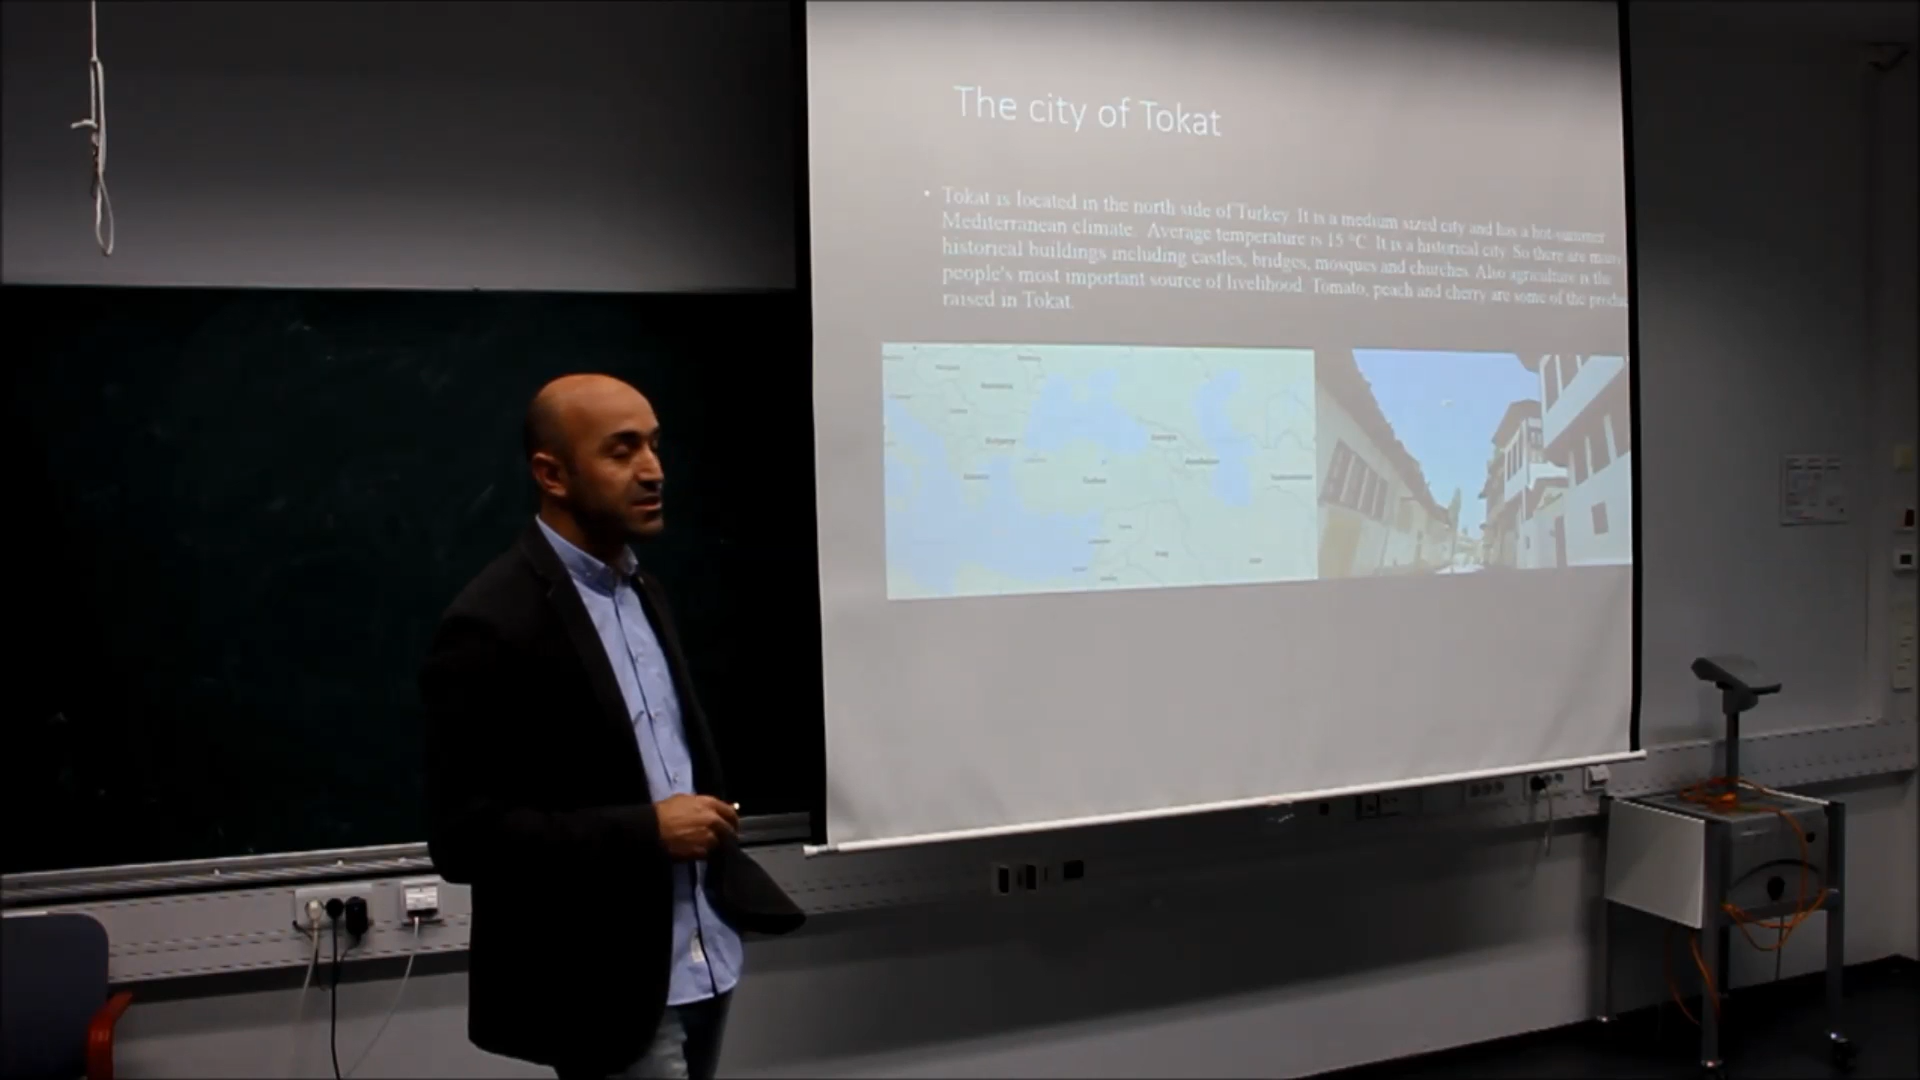 The city of Tokat
• Tokat is located in the north side of Turkey. It is a medium sized city and has a hot-summer
Mediterranean climate. Average temperature is 15 °C. It is a historical city. So there are many
historical buildings including castles, bridges, mosques and churches. Also agriculture is the
people's most important source of livelihood. Tomato, peach and cherry are some of the produ
raised in Tokat.